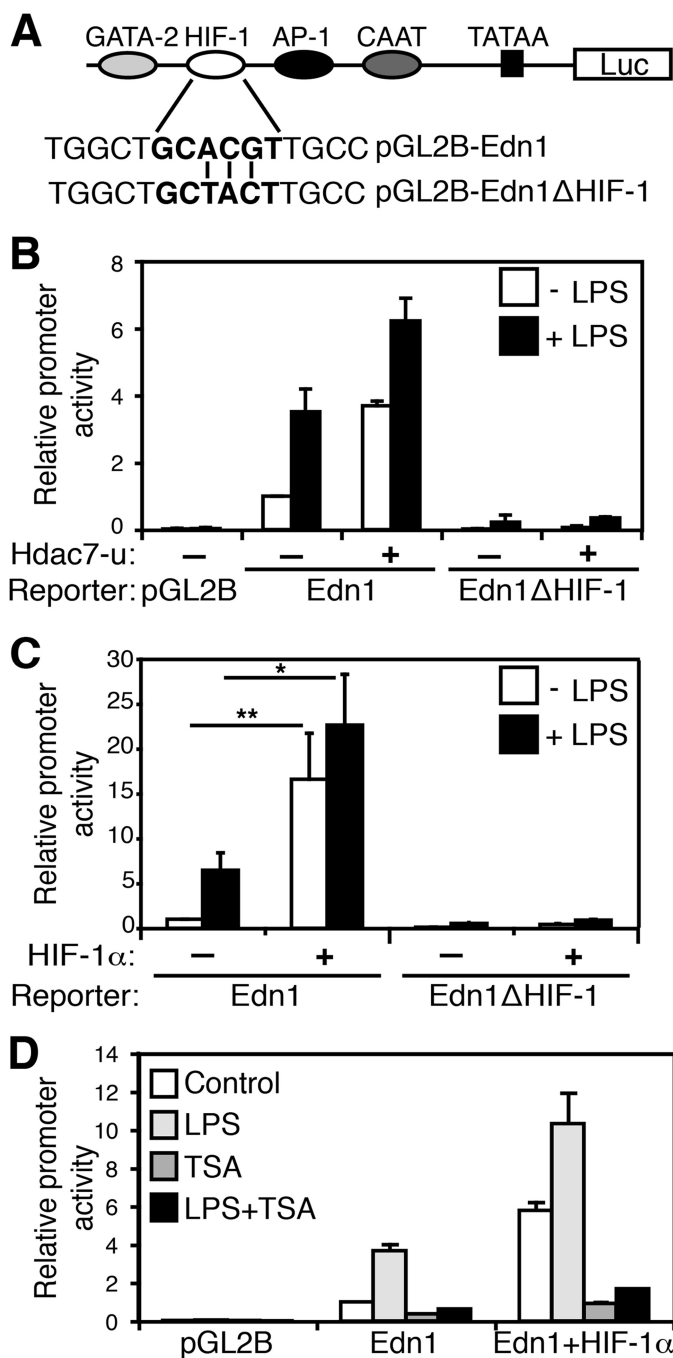 A
GATA-2 HIF-1 AP-1 CAAT TATAA
Luc
TGGCTGCACGTTGCC pGL2B-Edn1
TGGCTGCTACTTGCC pGL2B-Edn1ΔHIF-1
B
Relative promoter activity
8
6
4
2
0
- LPS
+ LPS
Hdac7-u: – – + – +
Reporter: pGL2B Edn1 Edn1ΔHIF-1
C
Relative promoter activity
30
25
20
15
10
5
0
*
**
- LPS
+ LPS
HIF-1α: – + – +
Reporter: Edn1 Edn1ΔHIF-1
D
Relative promoter activity
14
12
10
8
6
4
2
0
Control
LPS
TSA
LPS+TSA
pGL2B Edn1 Edn1+HIF-1α